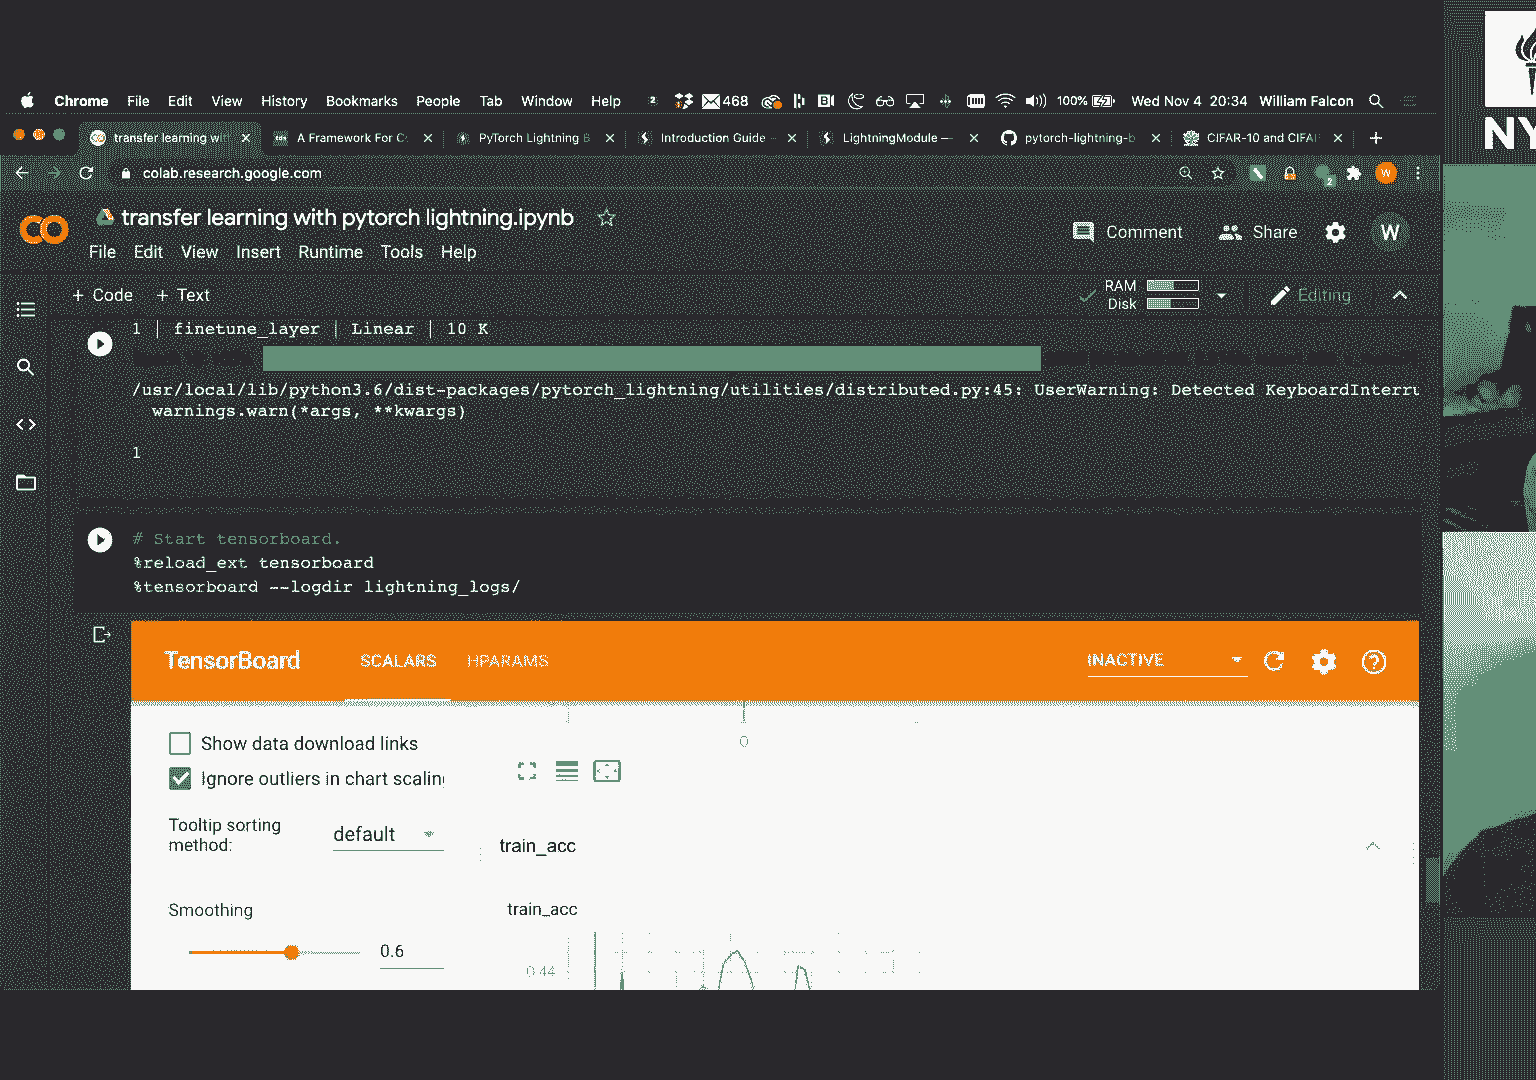 Chrome File Edit View History Bookmarks People Tab Window Help 2 468 100% Wed Nov 4 20:34 William Falcon
NY
transfer learning wi A Framework For C PyTorch Lightning B Introduction Guide LightningModule — pytorch-lightning-b CIFAR-10 and CIFA
colab.research.google.com 2 W
transfer learning with pytorch lightning.ipynb
Comment Share W
File Edit View Insert Runtime Tools Help
+ Code + Text RAM Disk Editing
1 | finetune_layer | Linear | 10 K
/usr/local/lib/python3.6/dist-packages/pytorch_lightning/utilities/distributed.py:45: UserWarning: Detected KeyboardInterru
warnings.warn(*args, **kwargs)
1
# Start tensorboard.
%reload_ext tensorboard
%tensorboard --logdir lightning_logs/
TensorBoard SCALARS HPARAMS INACTIVE
0
Show data download links
Ignore outliers in chart scalin
Tooltip sorting
method:
default
train_acc
Smoothing
train_acc
0.6
0.44